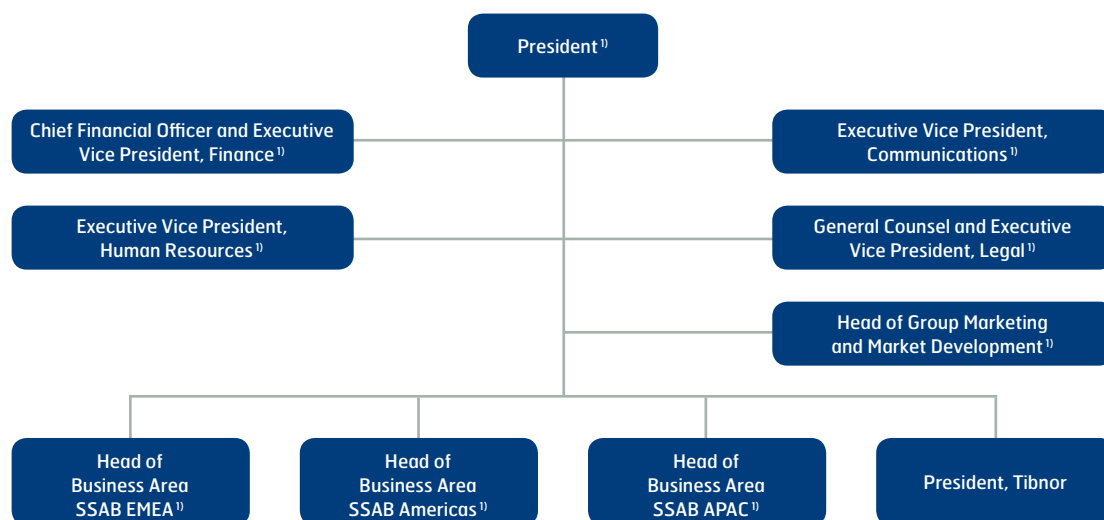 President 1)
Chief Financial Officer and Executive
Vice President, Finance 1)
Executive Vice President,
Communications 1)
Executive Vice President,
Human Resources 1)
General Counsel and Executive
Vice President, Legal 1)
Head of Group Marketing
and Market Development 1)
Head of
Business Area
SSAB EMEA 1)
Head of
Business Area
SSAB Americas 1)
Head of
Business Area
SSAB APAC 1)
President, Tibnor